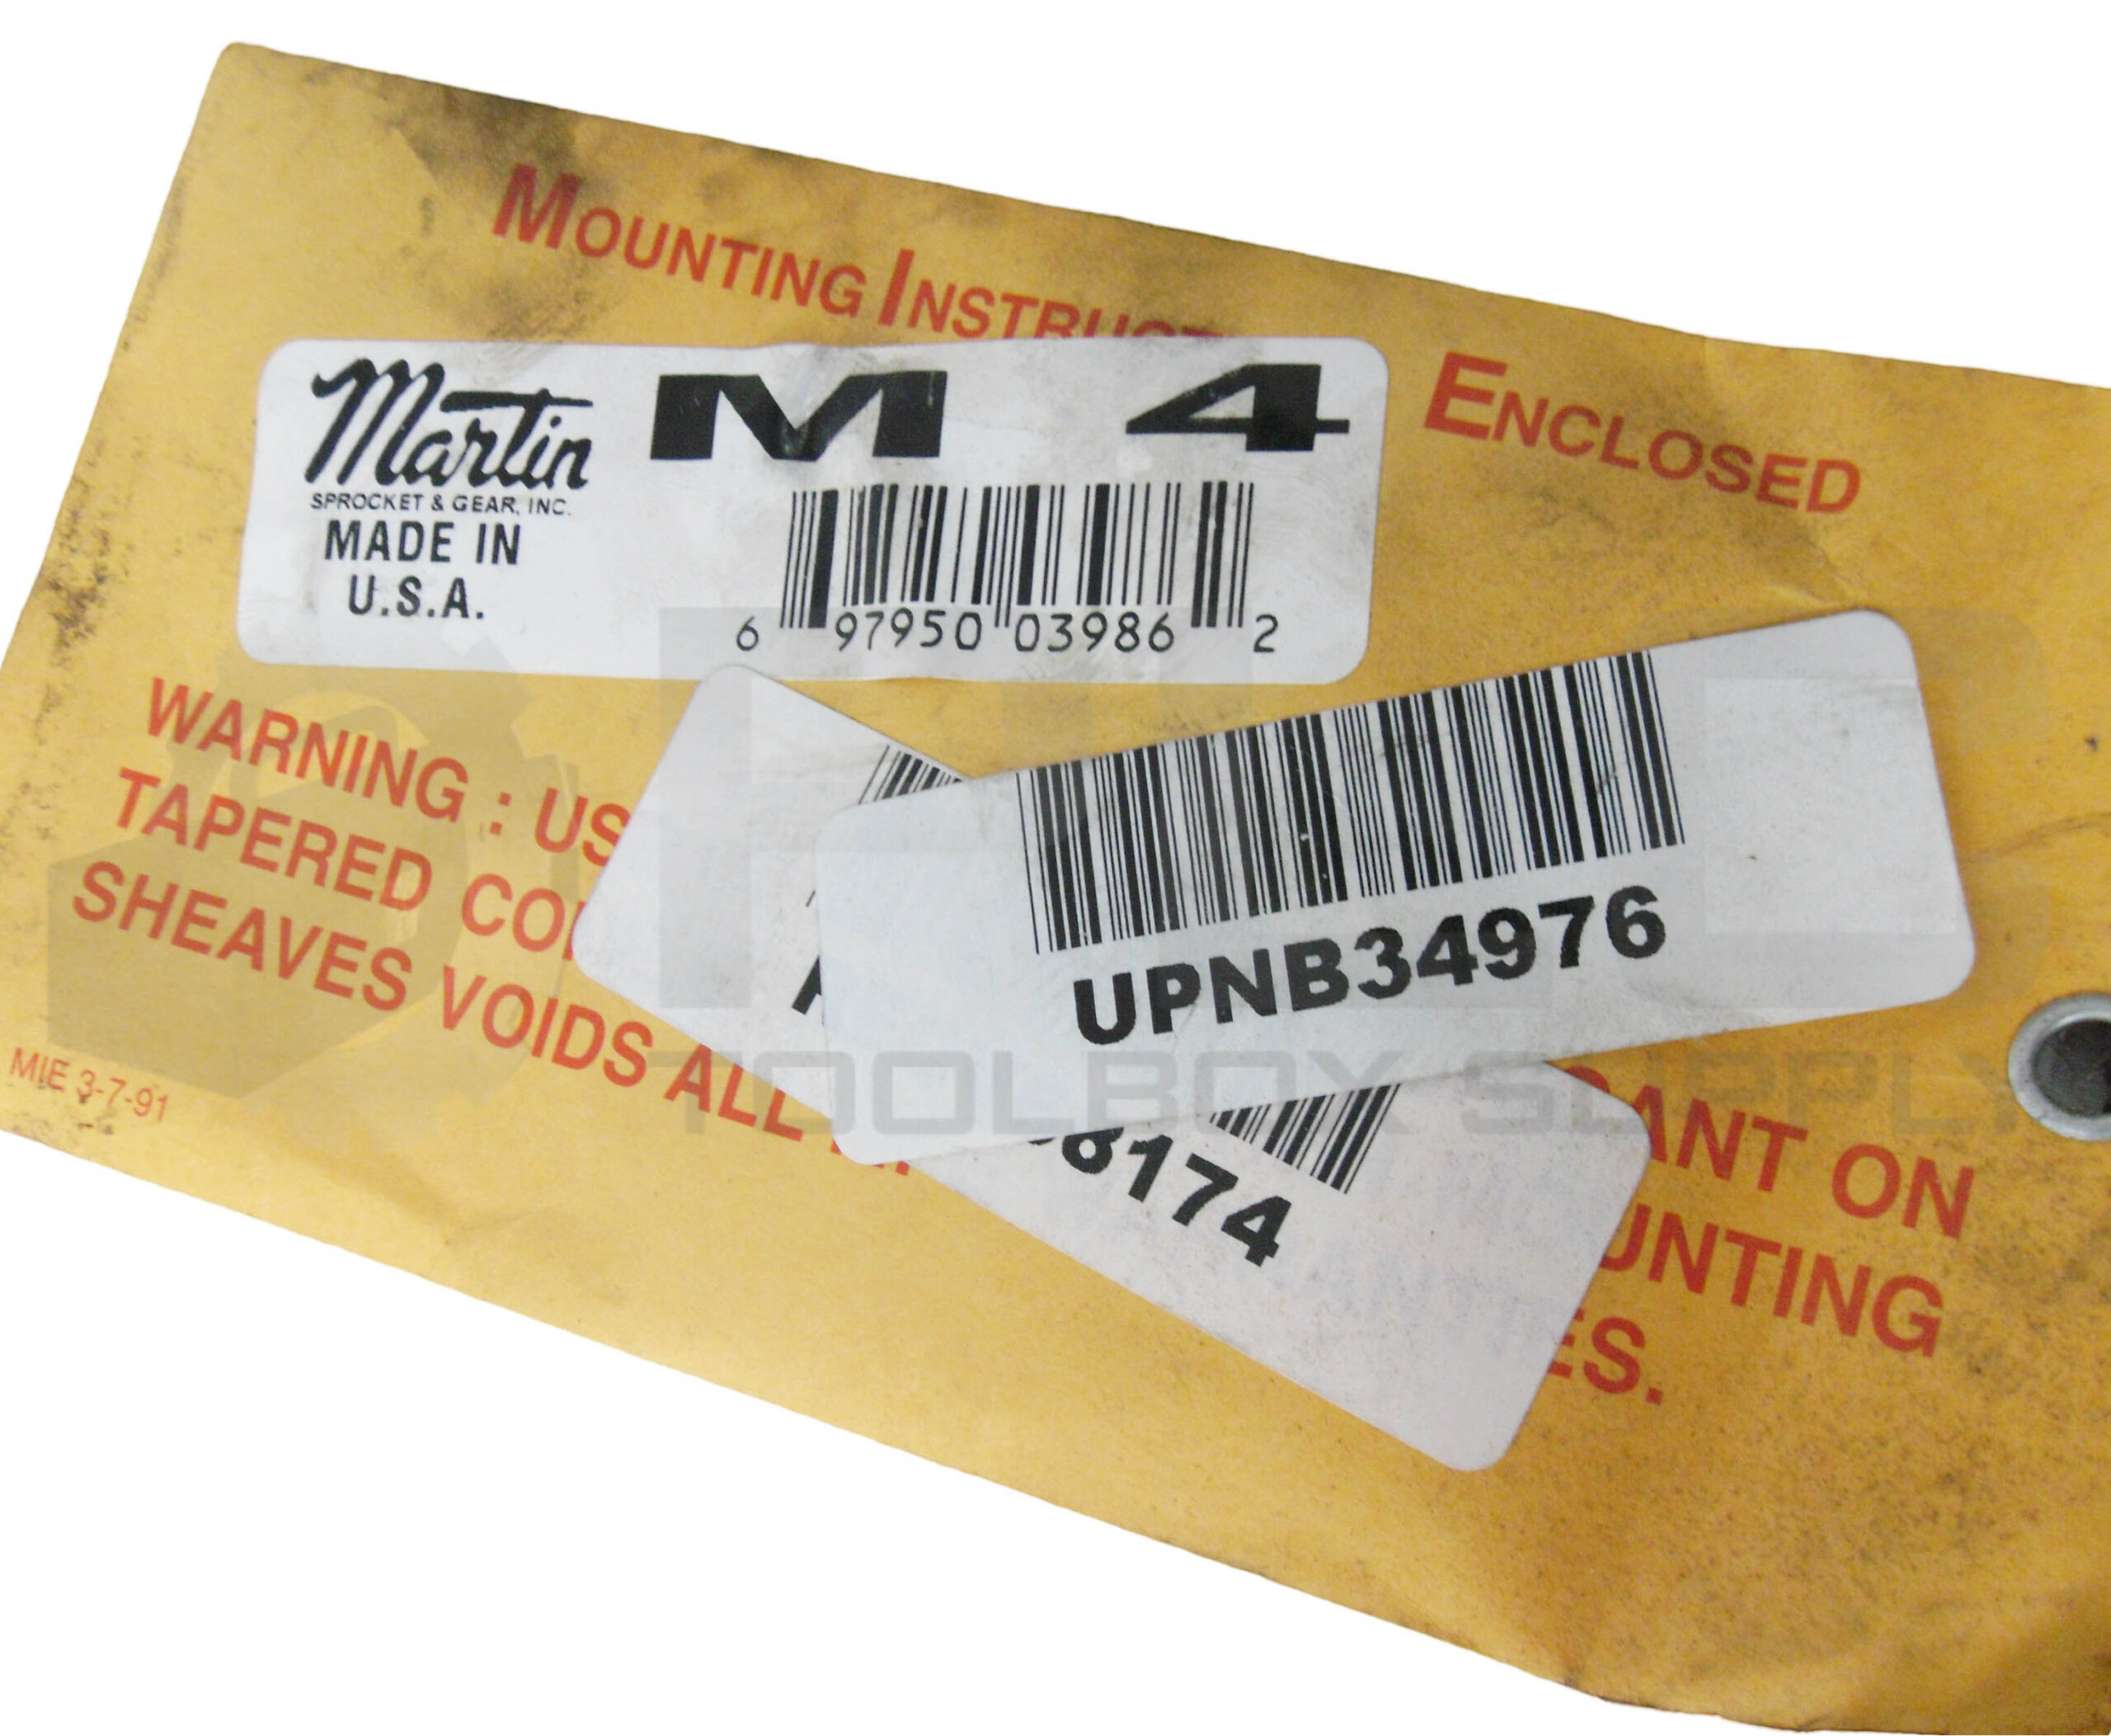 MOUNTING INSTRUCT ENCLOSED
Martin
SPROCKET & GEAR, INC.
MADE IN
U.S.A.
M 4
6 97950 03986 2
WARNING : US
TAPERED CO
SHEAVES VOIDS ALL
MIE 3-7-91
UPNB34976
8174
ANT ON
UNTING
ES.
TOOLBOX SUPPLY